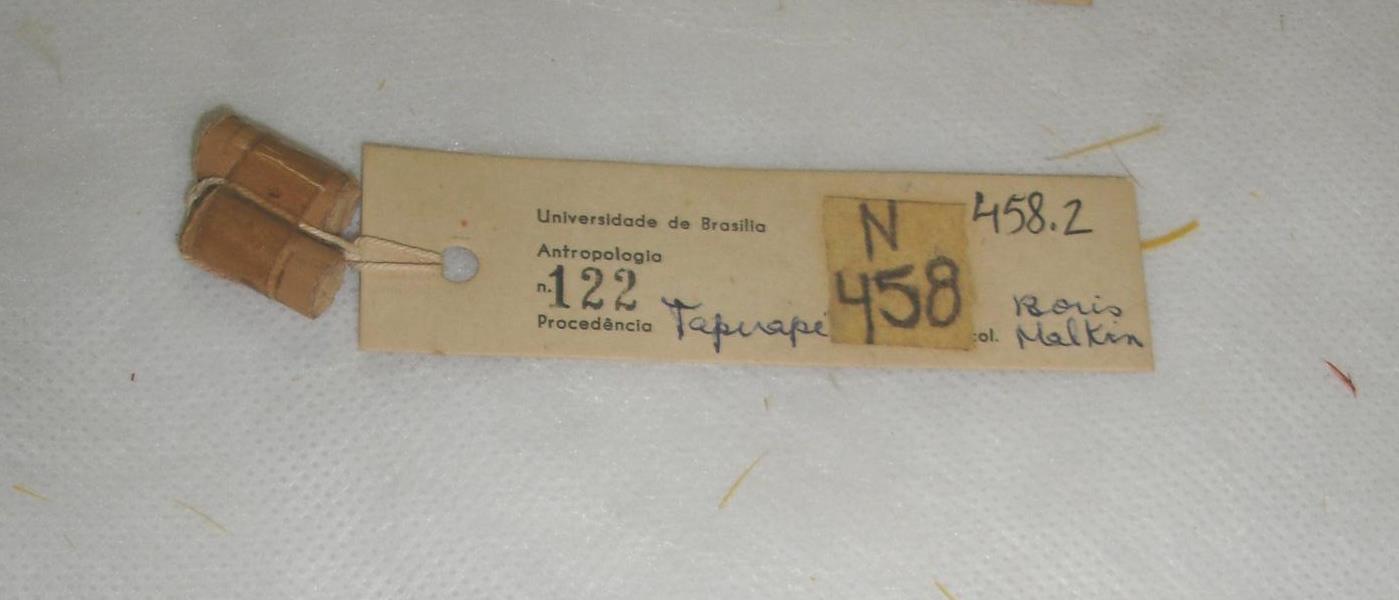 Universidade de Brasilia
Antropologia
n. 122
Procedência Tapirapé
N
458
458.2
col. Boris
Malkin